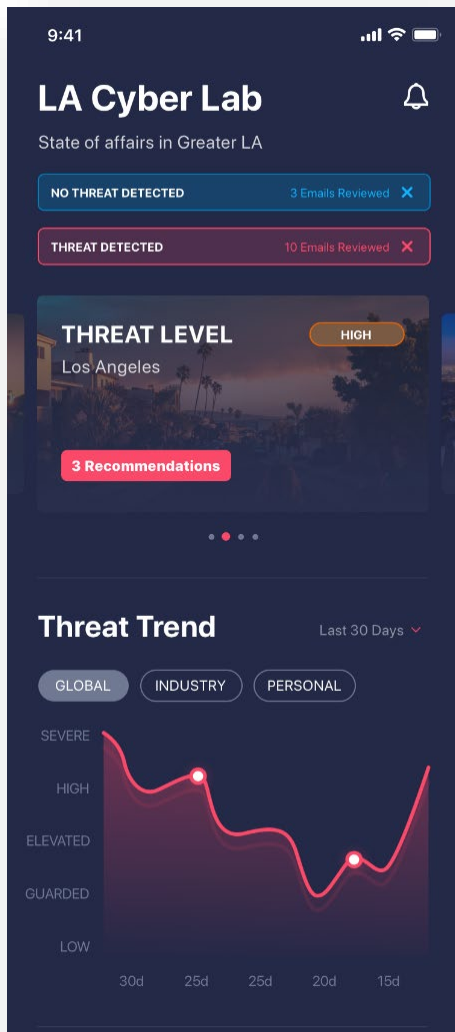 9:41
LA Cyber Lab
State of affairs in Greater LA
NO THREAT DETECTED 3 Emails Reviewed
THREAT DETECTED 10 Emails Reviewed
THREAT LEVEL HIGH
Los Angeles
3 Recommendations
Threat Trend Last 30 Days
GLOBAL INDUSTRY PERSONAL
SEVERE
HIGH
ELEVATED
GUARDED
LOW
30d 25d 25d 20d 15d